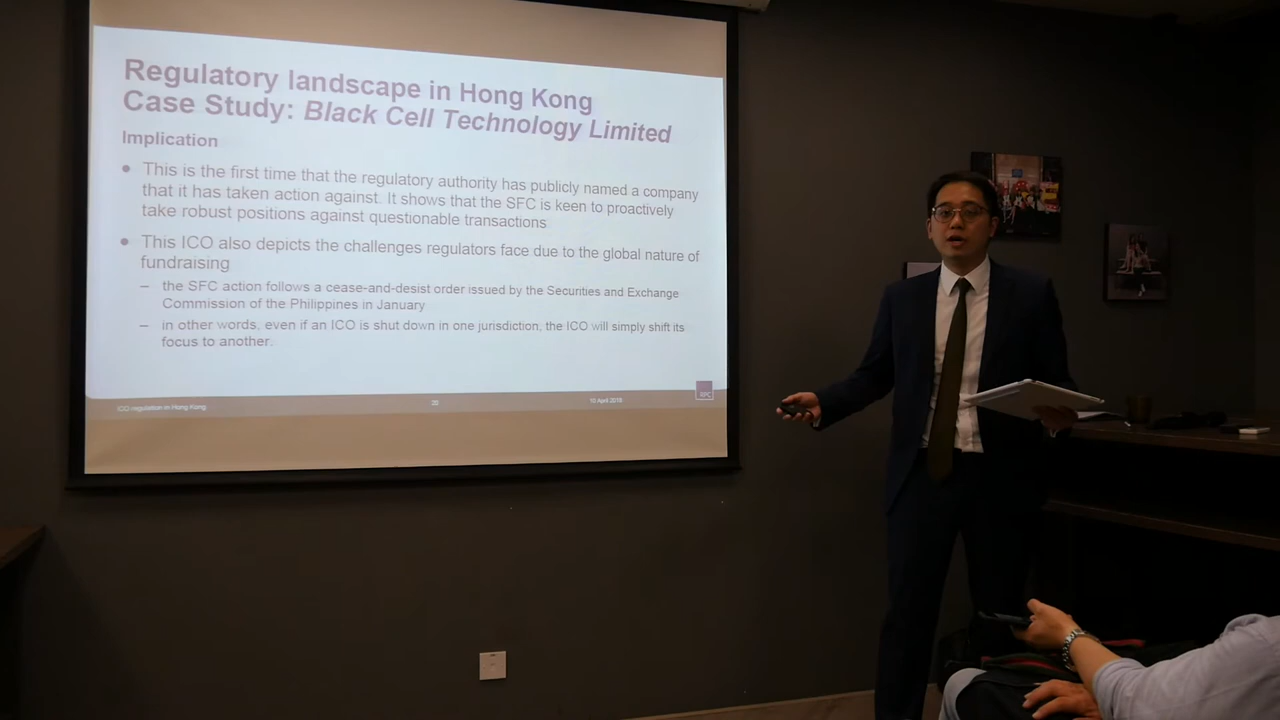 Regulatory landscape in Hong Kong
Case Study: Black Cell Technology Limited
Implication
• This is the first time that the regulatory authority has publicly named a company
that it has taken action against. It shows that the SFC is keen to proactively
take robust positions against questionable transactions
• This ICO also depicts the challenges regulators face due to the global nature of
fundraising
– the SFC action follows a cease-and-desist order issued by the Securities and Exchange
Commission of the Philippines in January
– in other words, even if an ICO is shut down in one jurisdiction, the ICO will simply shift its
focus to another.
ICO regulation in Hong Kong
20
10 April 2018
RPC